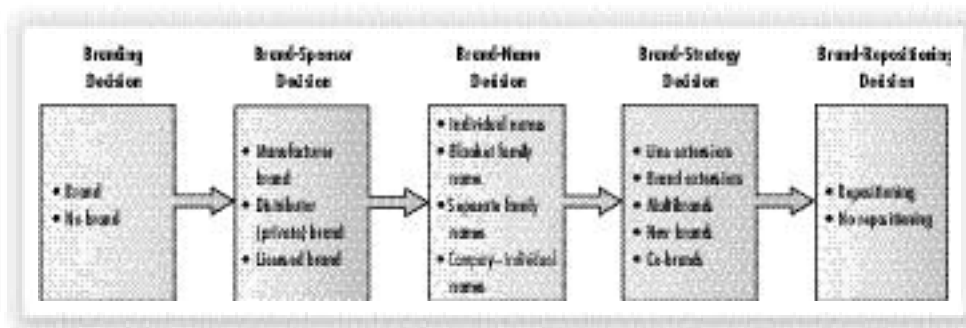 Branding
Decision
Brand-Sponsor
Decision
Brand-Name
Decision
Brand-Strategy
Decision
Brand-Repositioning
Decision
• Brand
• No brand
• Manufacturer
brand
• Distributor
(private) brand
• Licensed brand
• Individual names
• Blanket family
name
• Separate family
names
• Company–individual
names
• Line extensions
• Brand extensions
• Multibrands
• New brands
• Co-brands
• Repositioning
• No repositioning